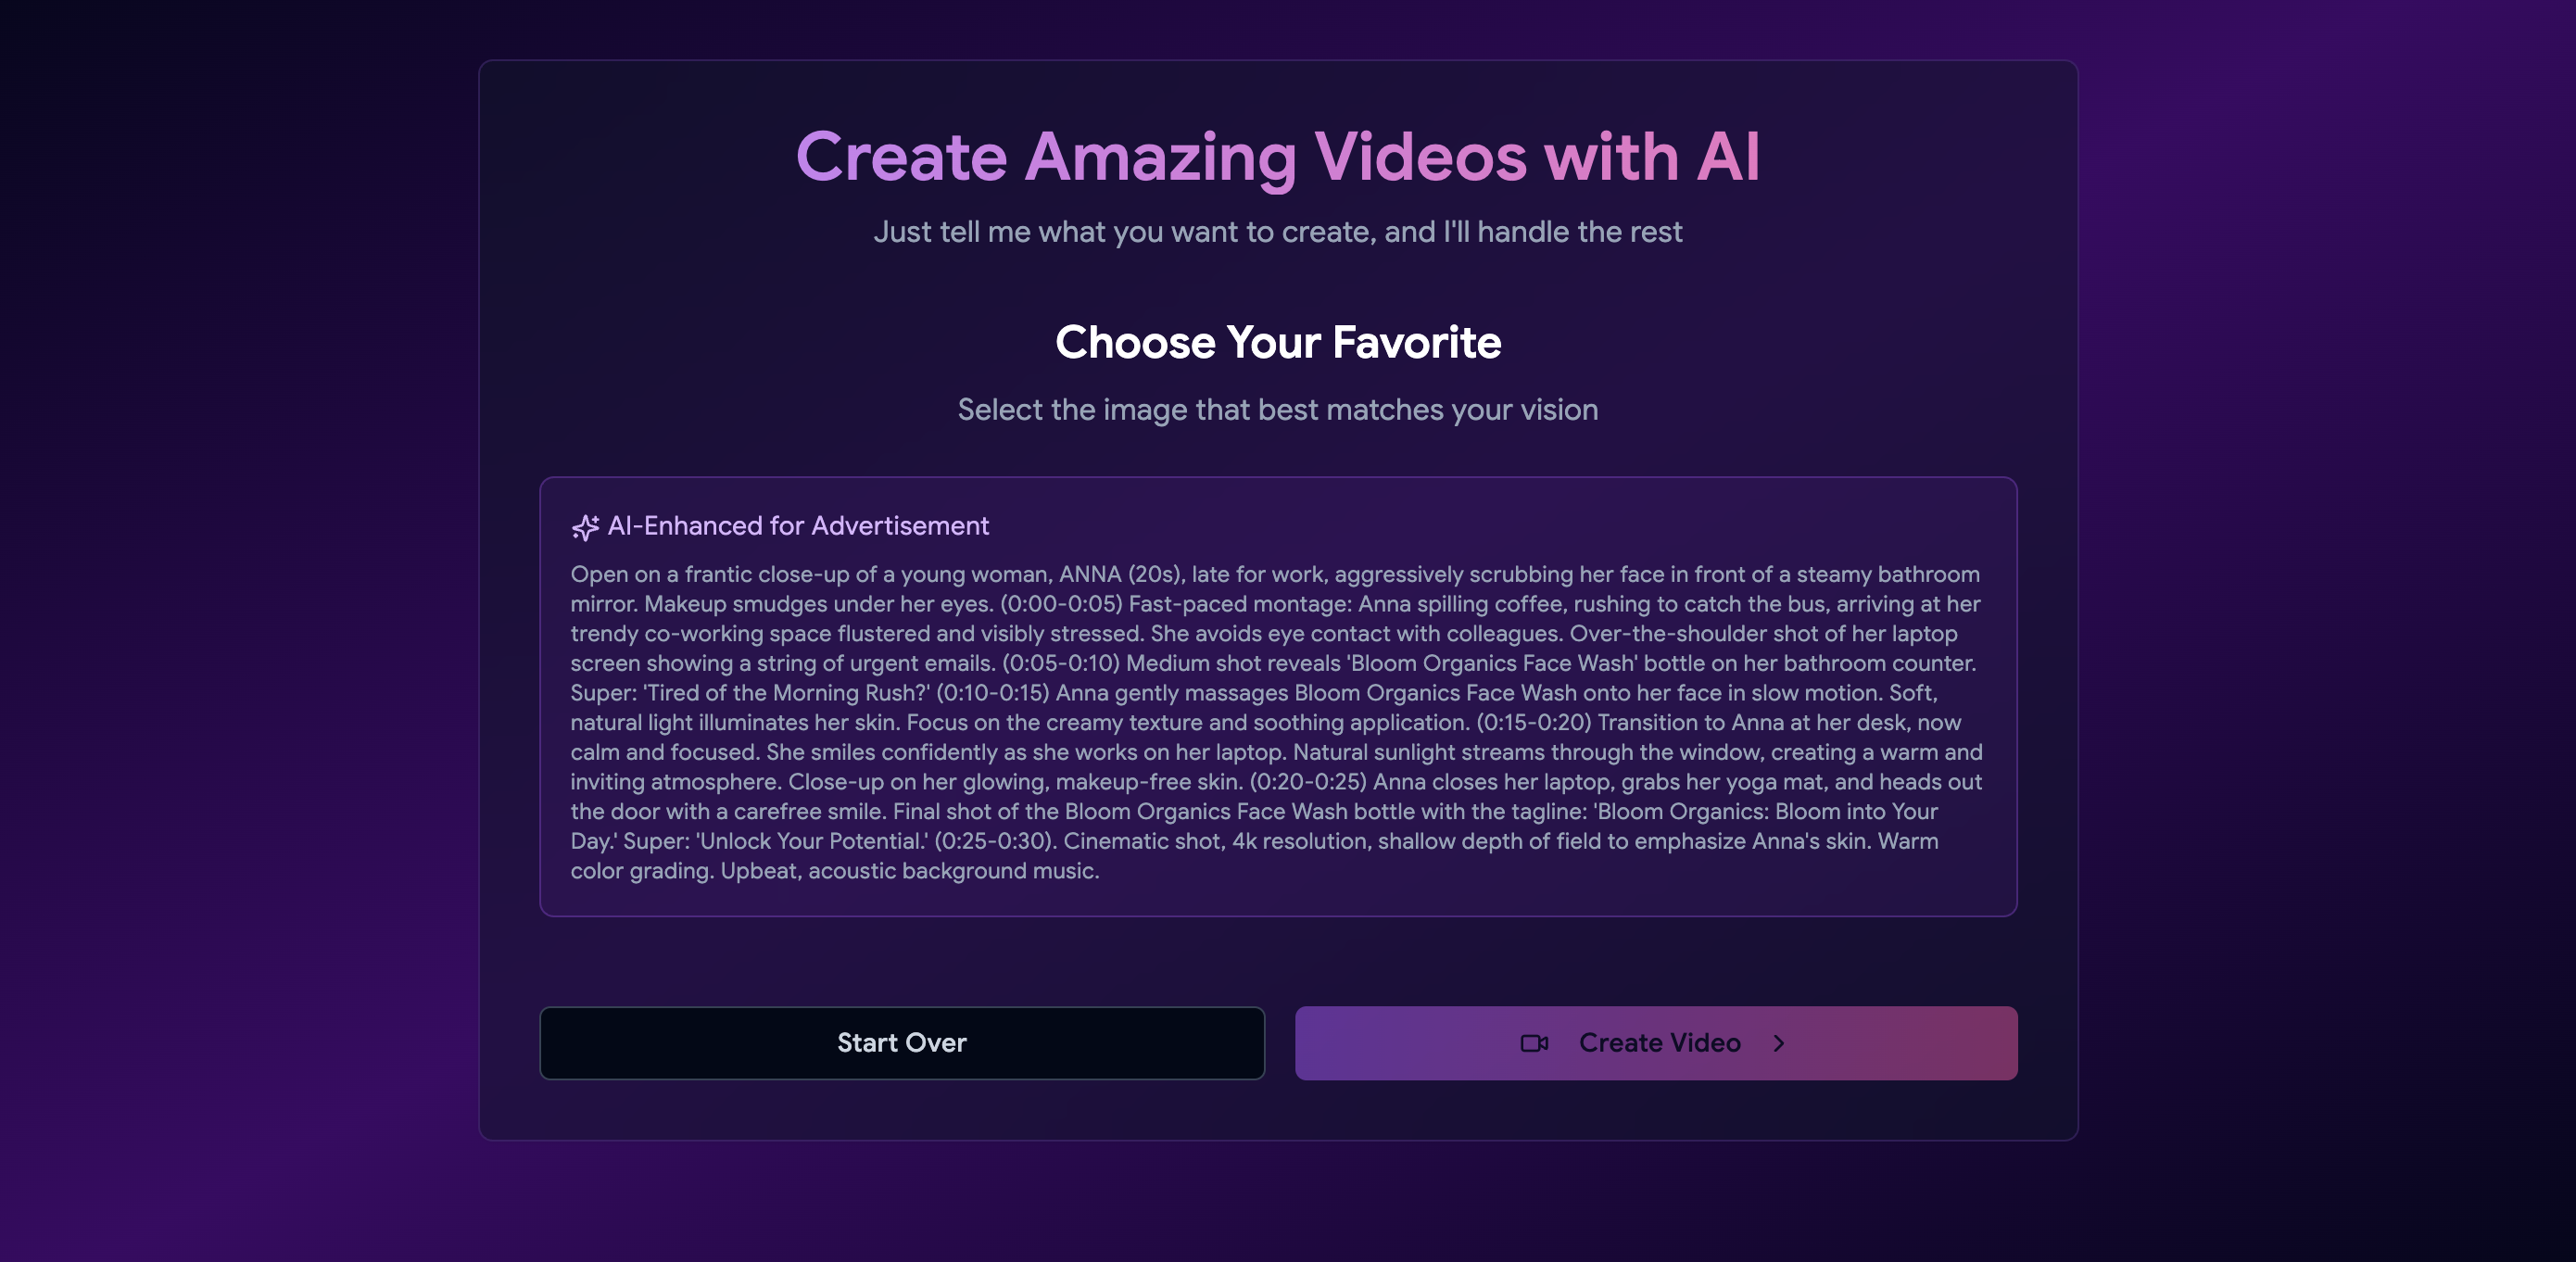 Create Amazing Videos with AI
Just tell me what you want to create, and I'll handle the rest
Choose Your Favorite
Select the image that best matches your vision
AI-Enhanced for Advertisement
Open on a frantic close-up of a young woman, ANNA (20s), late for work, aggressively scrubbing her face in front of a steamy bathroom
mirror. Makeup smudges under her eyes. (0:00-0:05) Fast-paced montage: Anna spilling coffee, rushing to catch the bus, arriving at her
trendy co-working space flustered and visibly stressed. She avoids eye contact with colleagues. Over-the-shoulder shot of her laptop
screen showing a string of urgent emails. (0:05-0:10) Medium shot reveals 'Bloom Organics Face Wash' bottle on her bathroom counter.
Super: 'Tired of the Morning Rush?' (0:10-0:15) Anna gently massages Bloom Organics Face Wash onto her face in slow motion. Soft,
natural light illuminates her skin. Focus on the creamy texture and soothing application. (0:15-0:20) Transition to Anna at her desk, now
calm and focused. She smiles confidently as she works on her laptop. Natural sunlight streams through the window, creating a warm and
inviting atmosphere. Close-up on her glowing, makeup-free skin. (0:20-0:25) Anna closes her laptop, grabs her yoga mat, and heads out
the door with a carefree smile. Final shot of the Bloom Organics Face Wash bottle with the tagline: 'Bloom Organics: Bloom into Your
Day.' Super: 'Unlock Your Potential.' (0:25-0:30). Cinematic shot, 4k resolution, shallow depth of field to emphasize Anna's skin. Warm
color grading. Upbeat, acoustic background music.
Start Over
Create Video